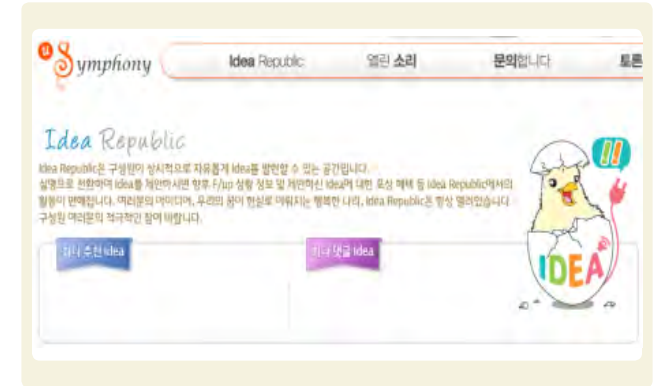 u Symphony
Idea Republic 열린 소리 문의합니다 토론
Idea Republic
Idea Republic은 구성원이 상시적으로 자유롭게 Idea를 발현할 수 있는 공간입니다.
실명으로 전환하여 Idea를 제안하시면 향후 F/up 상황 정보 및 제안하신 Idea에 대한 포상 혜택 등 Idea Republic에서의
활동이 편해집니다. 여러분의 아이디어, 우리의 꿈이 현실로 이뤄지는 행복한 나라, Idea Republic은 항상 열려있습니다
구성원 여러분의 적극적인 참여 바랍니다.
최다 추천 Idea 최다 댓글 Idea
!!
IDEA